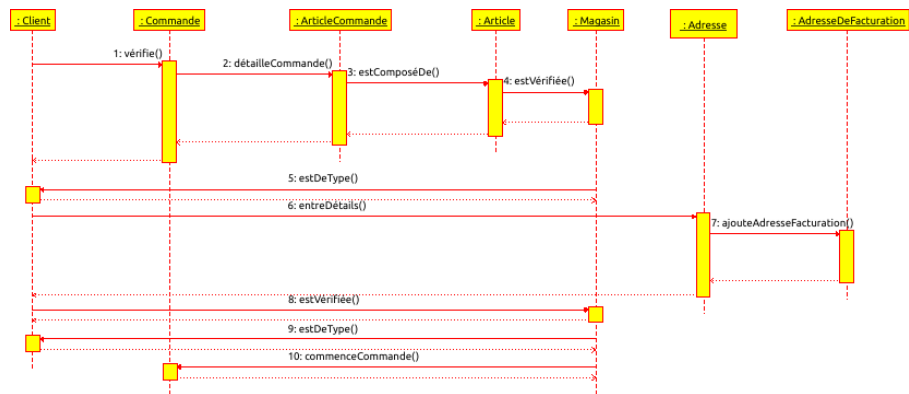 : Client
: Commande
: ArticleCommande
: Article
: Magasin
: Adresse
: AdresseDeFacturation
1: vérifie()
2: détailleCommande()
3: estComposéDe()
4: estVérifiée()
5: estDeType()
6: entreDétails()
7: ajouteAdresseFacturation()
8: estVérifiée()
9: estDeType()
10: commenceCommande()